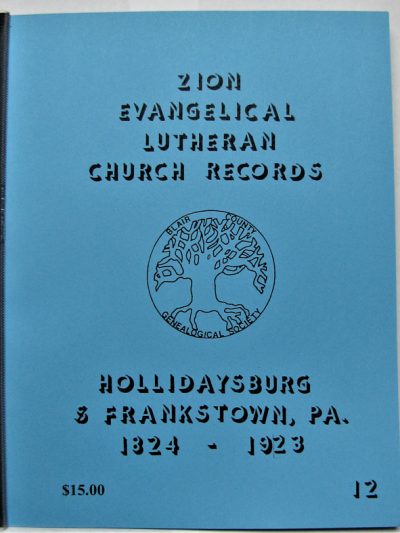 ZION
EVANGELICAL
LUTHERAN
CHURCH RECORDS
BLAIR COUNTY
GENEALOGICAL SOCIETY
HOLLIDAYSBURG
& FRANKSTOWN, PA.
1824 - 1923
$15.00 12